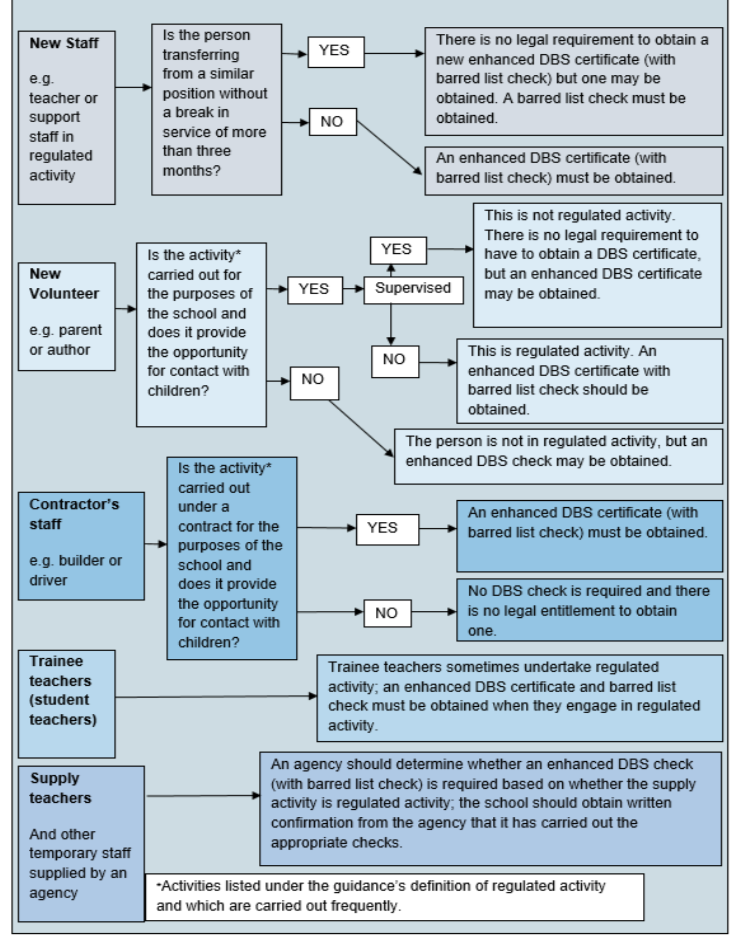 New Staff
e.g.
teacher or
support
staff in
regulated
activity
Is the person
transferring
from a similar
position without
a break in
service of more
than three
months?
YES
There is no legal requirement to obtain a
new enhanced DBS certificate (with
barred list check) but one may be
obtained. A barred list check must be
obtained.
NO
An enhanced DBS certificate (with
barred list check) must be obtained.
New
Volunteer
e.g. parent
or author
Is the activity*
carried out for
the purposes of
the school and
does it provide
the opportunity
for contact with
children?
YES
Supervised
YES
This is not regulated activity.
There is no legal requirement to
have to obtain a DBS certificate,
but an enhanced DBS certificate
may be obtained.
NO
This is regulated activity. An
enhanced DBS certificate with
barred list check should be
obtained.
NO
The person is not in regulated activity, but an
enhanced DBS check may be obtained.
Contractor's
staff
e.g. builder or
driver
Is the activity*
carried out
under a
contract for the
purposes of the
school and
does it provide
the opportunity
for contact with
children?
YES
An enhanced DBS certificate (with
barred list check) must be obtained.
NO
No DBS check is required and there
is no legal entitlement to obtain
one.
Trainee
teachers
(student
teachers)
Trainee teachers sometimes undertake regulated
activity; an enhanced DBS certificate and barred list
check must be obtained when they engage in regulated
activity.
Supply
teachers
And other
temporary staff
supplied by an
agency
An agency should determine whether an enhanced DBS check
(with barred list check) is required based on whether the supply
activity is regulated activity; the school should obtain written
confirmation from the agency that it has carried out the
appropriate checks.
*Activities listed under the guidance's definition of regulated activity
and which are carried out frequently.